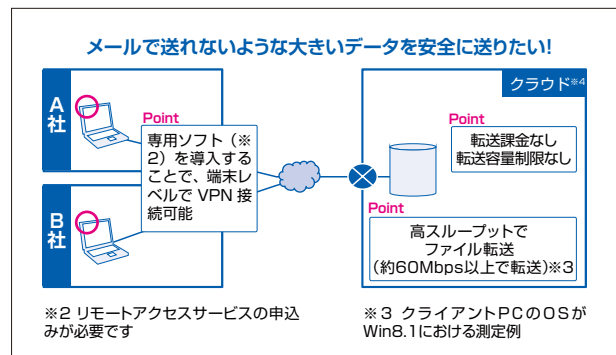 メールで送れないような大きいデータを安全に送りたい!
A社
Point
専用ソフト（※
2）を導入する
ことで、端末レ
ベルで VPN 接
続可能
B社
クラウド※4
Point
転送課金なし
転送容量制限なし
Point
高スループットで
ファイル転送
(約60Mbps以上で転送)※3
※2 リモートアクセスサービスの申込
みが必要です
※3 クライアントPCのOSが
Win8.1における測定例